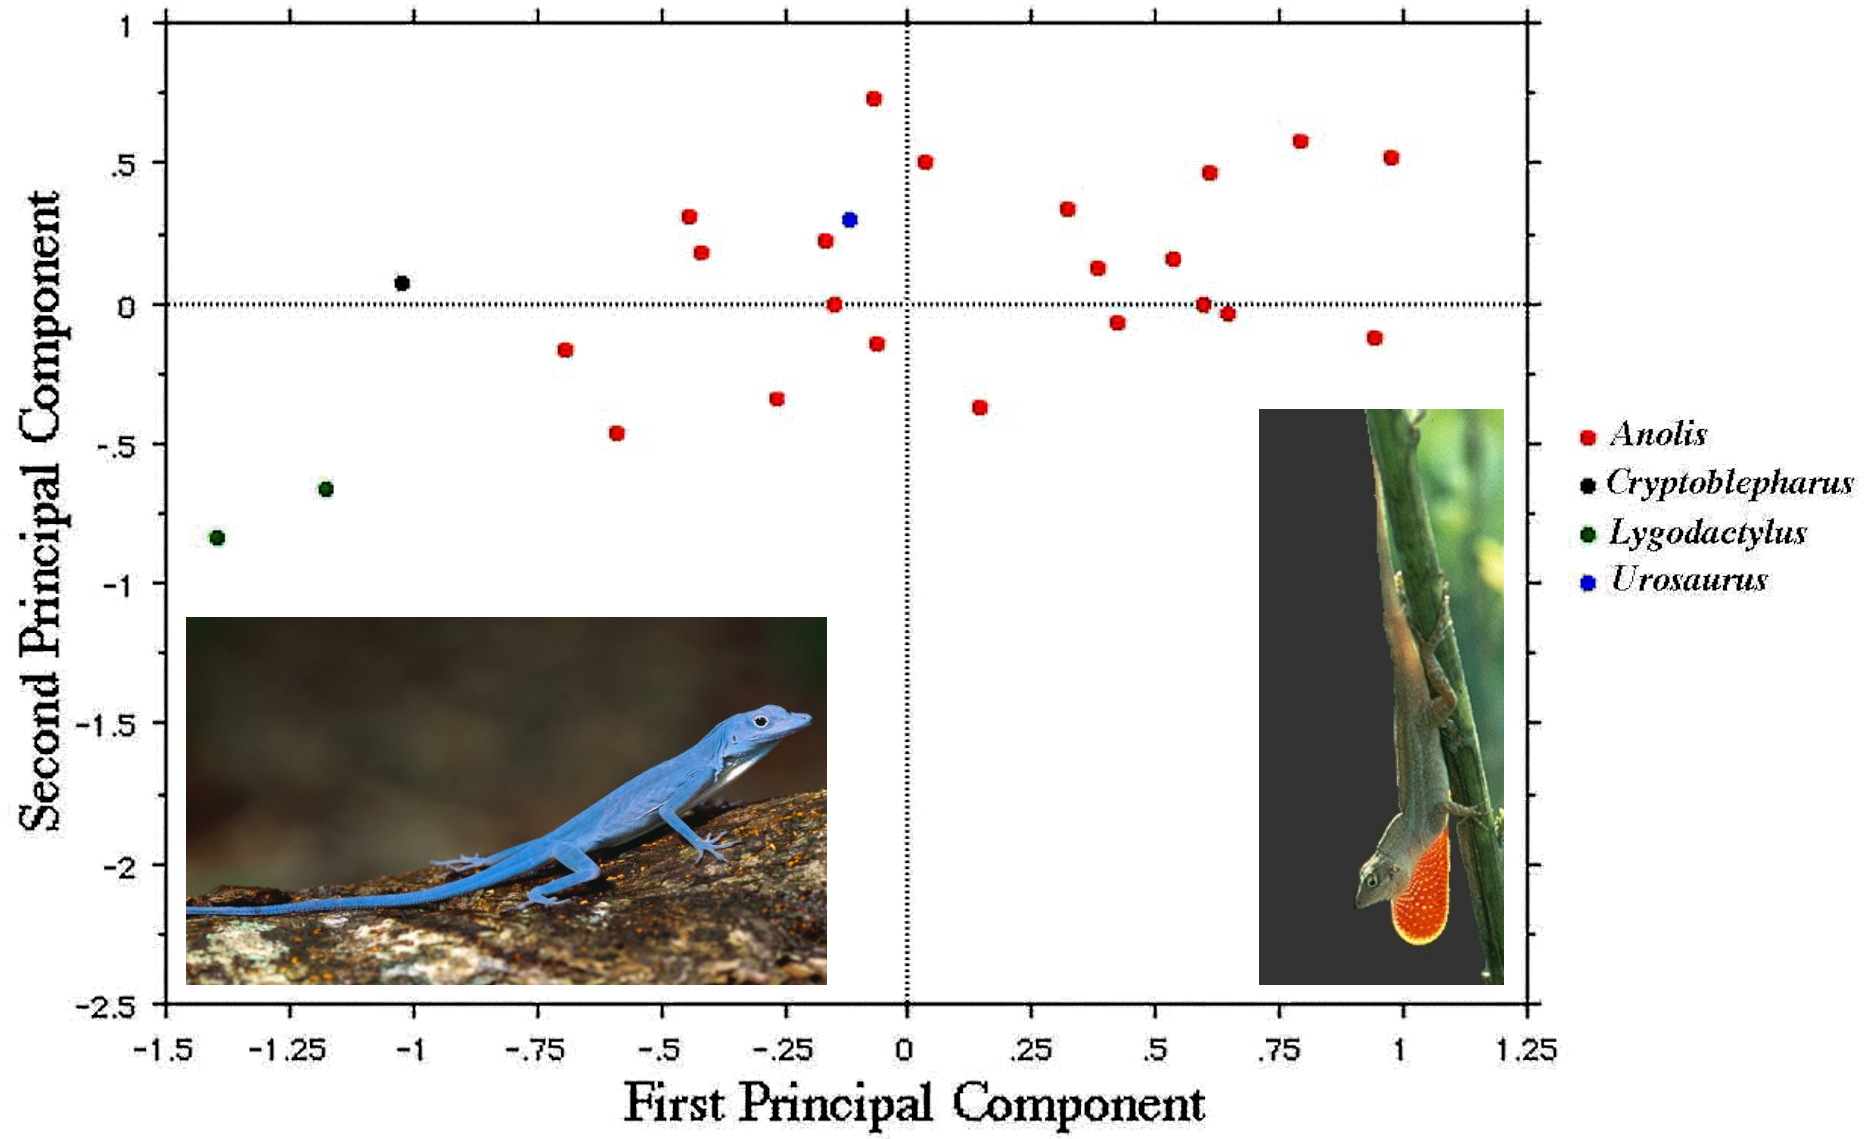 1
.5
0
-.5
-1
-1.5
-2
-2.5
Second Principal Component
-1.5 -1.25 -1 -.75 -.5 -.25 0 .25 .5 .75 1 1.25
First Principal Component
Anolis
Cryptoblepharus
Lygodactylus
Urosaurus